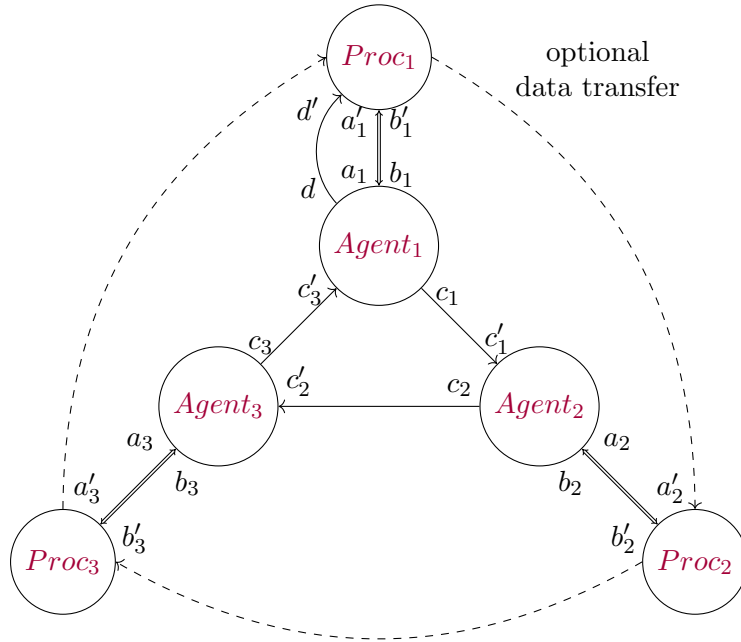 Proc₁
optional
data transfer
d′
a′₁
b′₁
a₁
b₁
d
Agent₁
c′₃
c₁
c₃
c′₁
c′₂
c₂
Agent₃
Agent₂
a₃
a₂
b₃
b₂
a′₃
a′₂
b′₃
b′₂
Proc₃
Proc₂